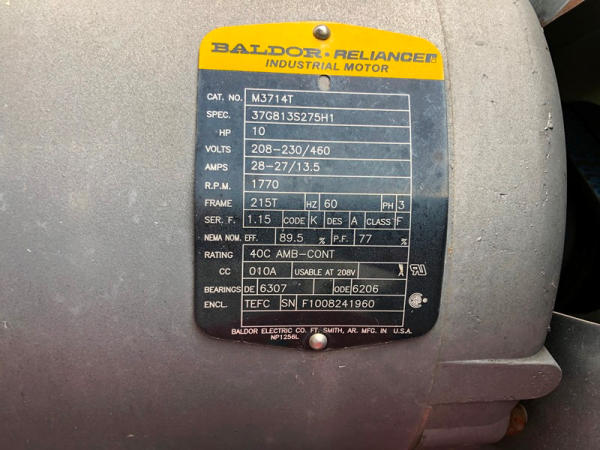 BALDOR · RELIANCE
INDUSTRIAL MOTOR
CAT. NO. M3714T
SPEC. 37G813S275H1
HP 10
VOLTS 208-230/460
AMPS 28-27/13.5
R.P.M. 1770
FRAME 215T HZ 60 PH 3
SER. F. 1.15 CODE K DES A CLASS F
NEMA NOM. EFF. 89.5 % P.F. 77 %
RATING 40C AMB-CONT
CC 010A USABLE AT 208V
BEARINGS DE 6307 ODE 6206
ENCL. TEFC SN F1008241960
BALDOR ELECTRIC CO. FT. SMITH, AR. MFG. IN U.S.A.
NP1256L